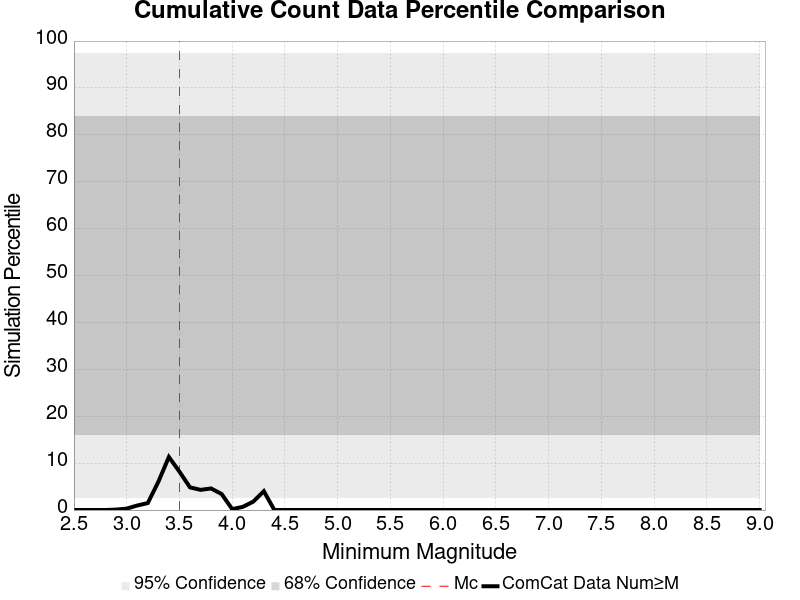 Cumulative Count Data Percentile Comparison
Simulation Percentile
100
90
80
70
60
50
40
30
20
10
0
2.5 3.0 3.5 4.0 4.5 5.0 5.5 6.0 6.5 7.0 7.5 8.0 8.5 9.0
Minimum Magnitude
95% Confidence 68% Confidence Mc ComCat Data Num≥M